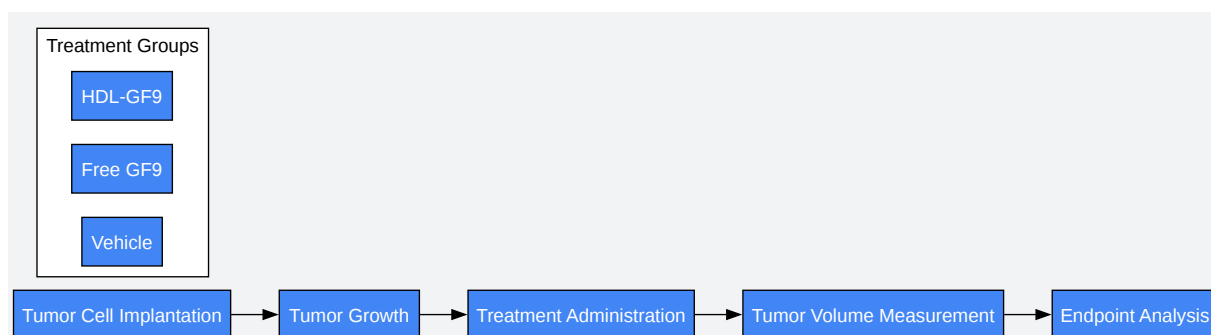 Treatment Groups
HDL-GF9
Free GF9
Vehicle
Tumor Cell Implantation
Tumor Growth
Treatment Administration
Tumor Volume Measurement
Endpoint Analysis